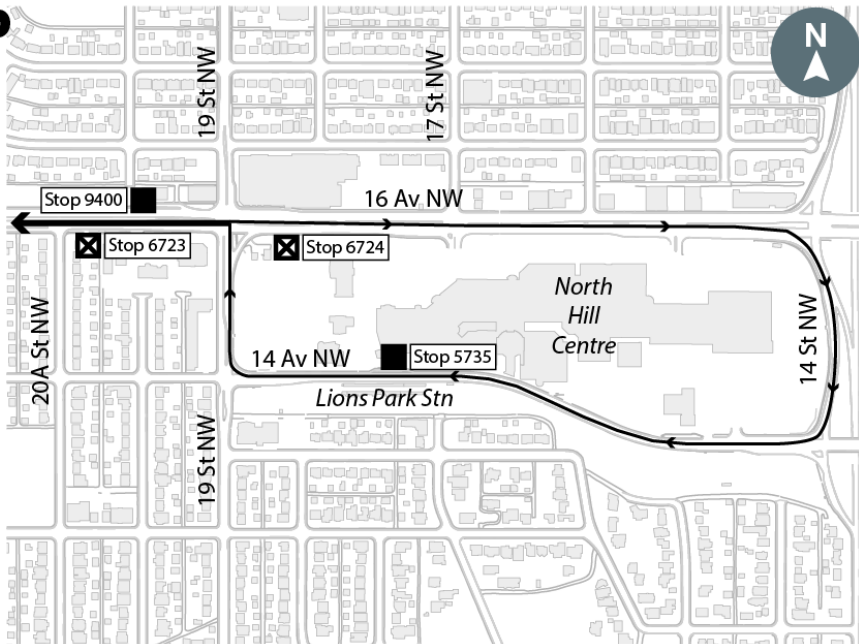 N
19 St NW
17 St NW
Stop 9400
16 Av NW
Stop 6723
Stop 6724
North
Hill
Centre
20A St NW
14 St NW
14 Av NW
Stop 5735
Lions Park Stn
19 St NW